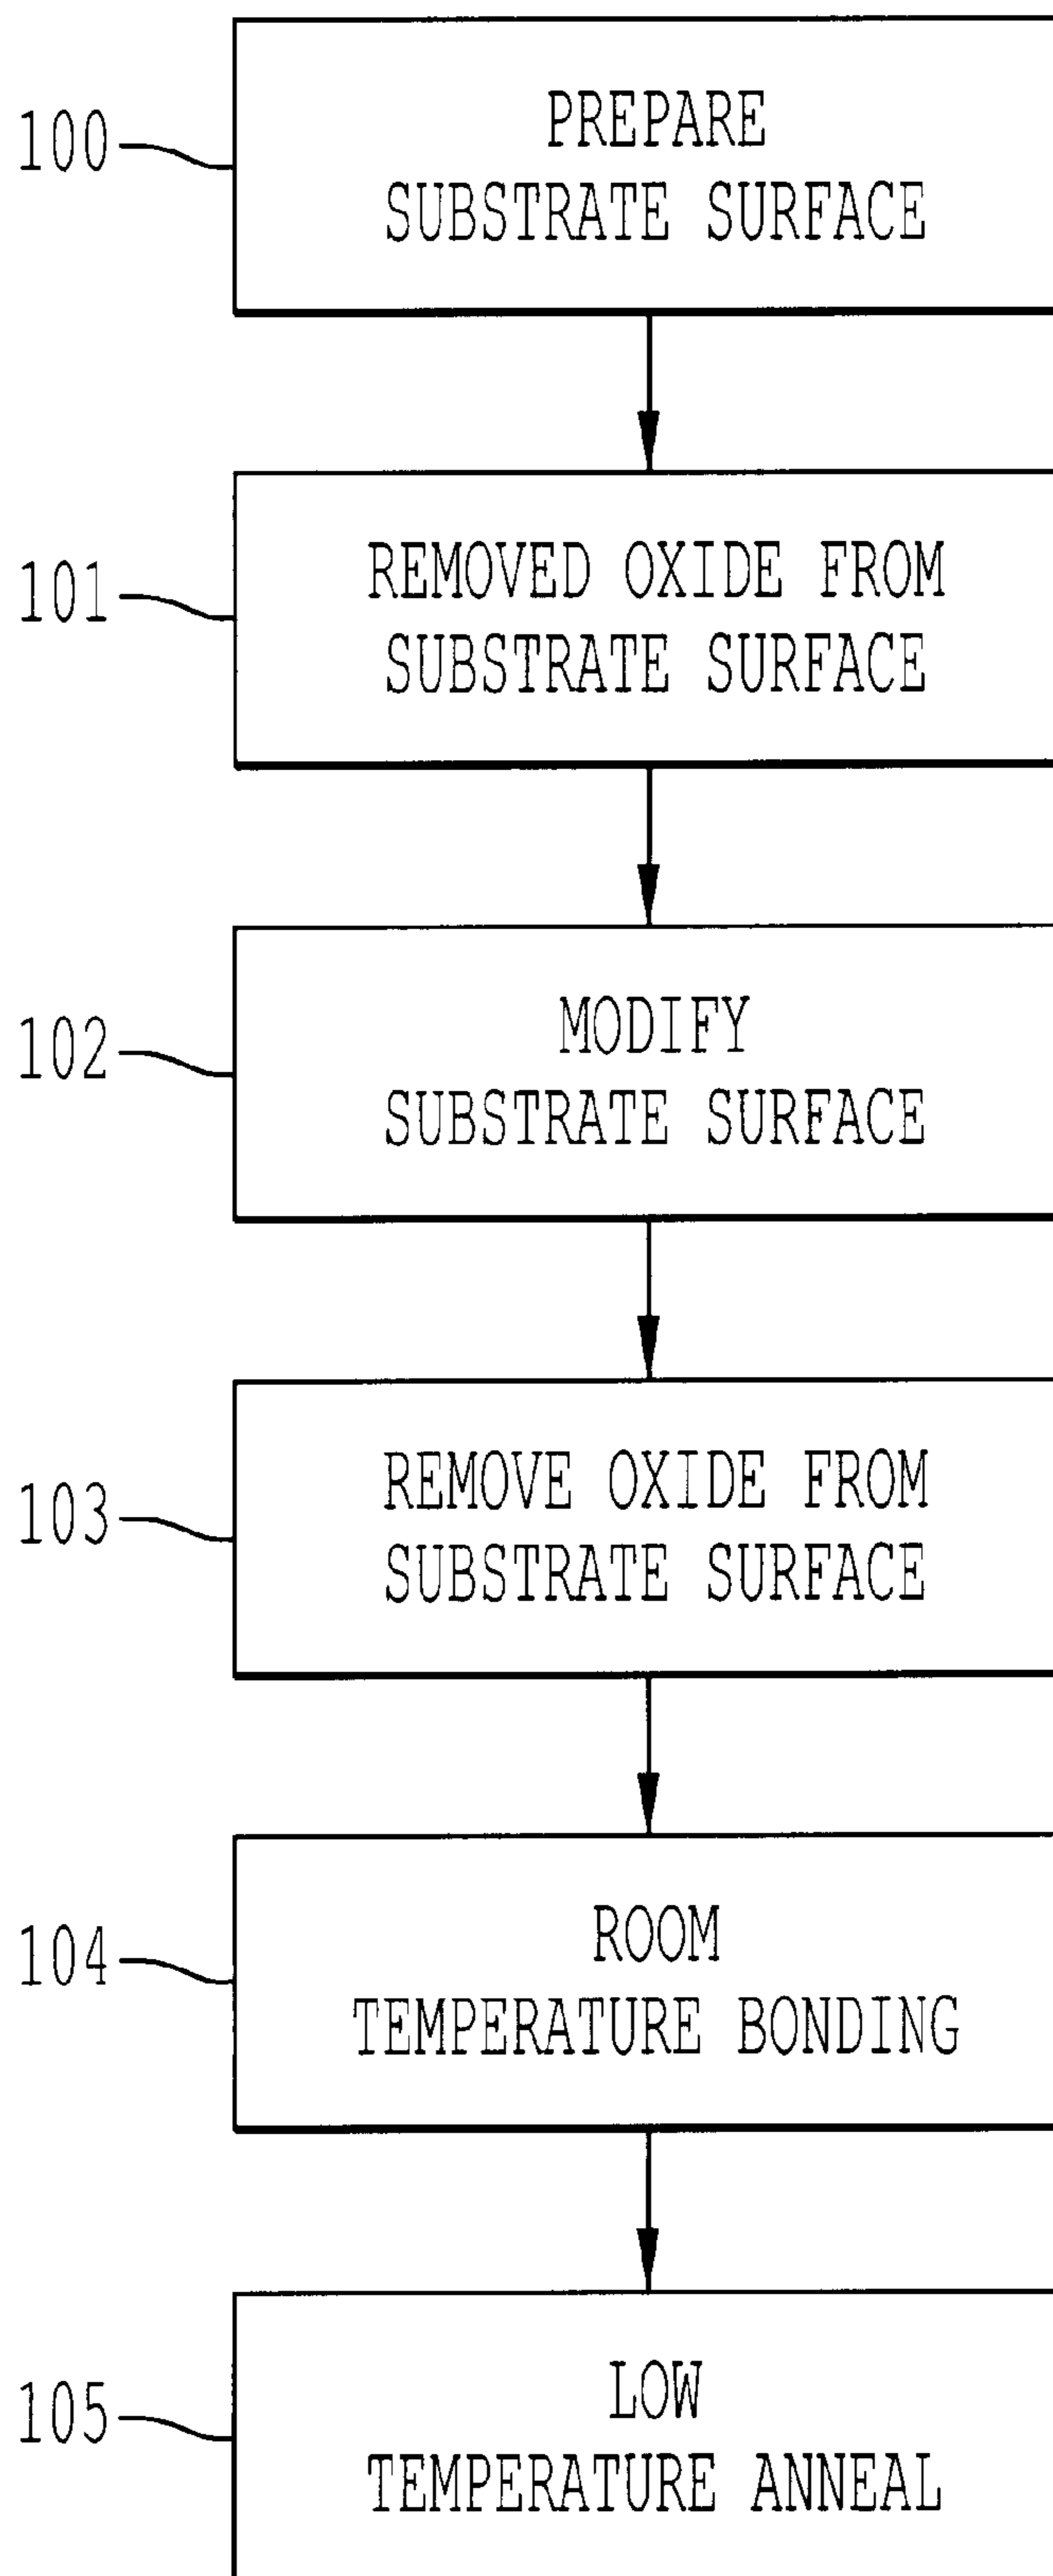 100
PREPARE
SUBSTRATE SURFACE
101
REMOVED OXIDE FROM
SUBSTRATE SURFACE
102
MODIFY
SUBSTRATE SURFACE
103
REMOVE OXIDE FROM
SUBSTRATE SURFACE
104
ROOM
TEMPERATURE BONDING
105
LOW
TEMPERATURE ANNEAL